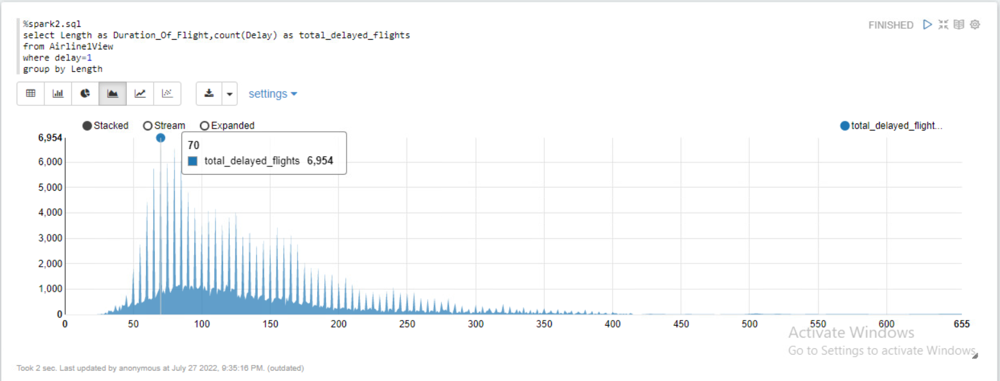 %spark2.sql
FINISHED
select Length as Duration_Of_Flight,count(Delay) as total_delayed_flights
from Airline1View
where delay=1
group by Length
settings
Stacked Stream Expanded total_delayed_flight...
6,954
70
total_delayed_flights 6,954
6,000
5,000
4,000
3,000
2,000
1,000
0
0 50 100 150 200 250 300 350 400 450 500 550 600 655
Activate Windows
Go to Settings to activate Windows.
Took 2 sec. Last updated by anonymous at July 27 2022, 9:35:16 PM. (outdated)